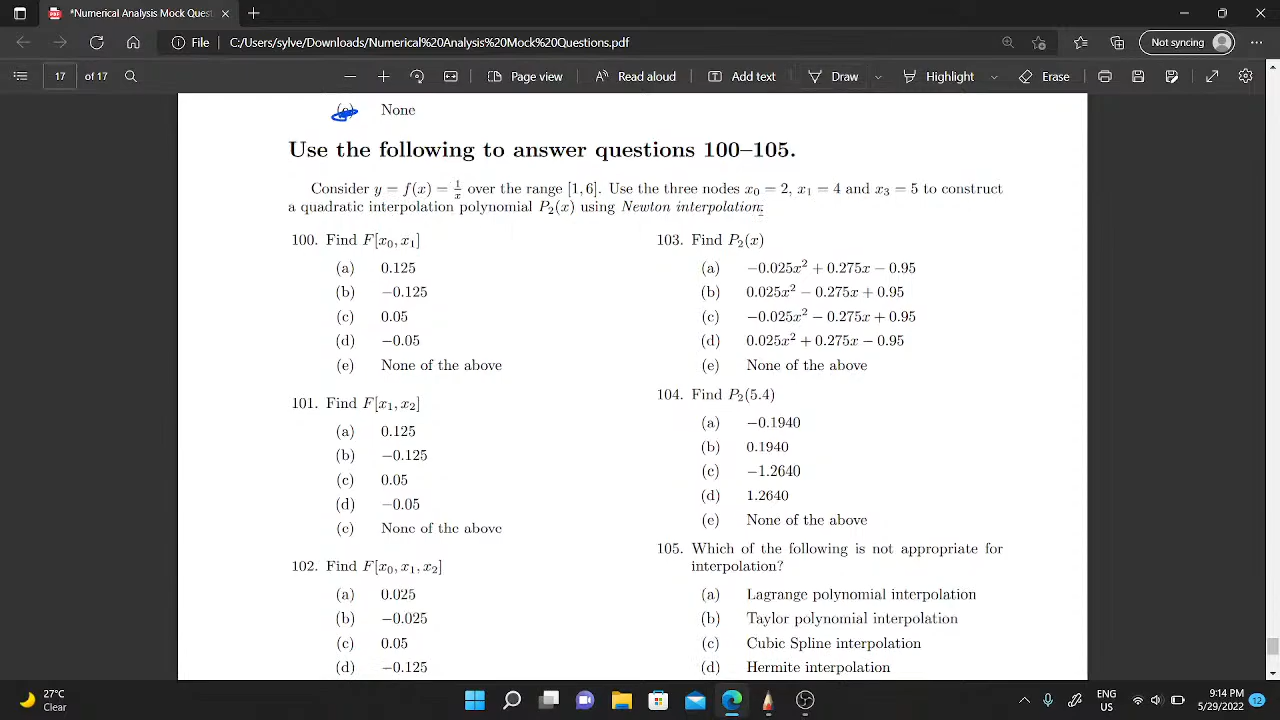 *Numerical Analysis Mock Quest
File
C:/Users/sylve/Downloads/Numerical%20Analysis%20Mock%20Questions.pdf
Not syncing
17 of 17
Page view
Read aloud
Add text
Draw
Highlight
Erase
(e) None
Use the following to answer questions 100–105.
Consider y = f(x) = 1/x over the range [1, 6]. Use the three nodes x₀ = 2, x₁ = 4 and x₃ = 5 to construct
a quadratic interpolation polynomial P₂(x) using Newton interpolation;
100. Find F[x₀, x₁]
(a) 0.125
(b) −0.125
(c) 0.05
(d) −0.05
(e) None of the above
101. Find F[x₁, x₂]
(a) 0.125
(b) −0.125
(c) 0.05
(d) −0.05
(e) None of the above
102. Find F[x₀, x₁, x₂]
(a) 0.025
(b) −0.025
(c) 0.05
(d) −0.125
103. Find P₂(x)
(a) −0.025x² + 0.275x − 0.95
(b) 0.025x² − 0.275x + 0.95
(c) −0.025x² − 0.275x + 0.95
(d) 0.025x² + 0.275x − 0.95
(e) None of the above
104. Find P₂(5.4)
(a) −0.1940
(b) 0.1940
(c) −1.2640
(d) 1.2640
(e) None of the above
105. Which of the following is not appropriate for
interpolation?
(a) Lagrange polynomial interpolation
(b) Taylor polynomial interpolation
(c) Cubic Spline interpolation
(d) Hermite interpolation
27°C
Clear
ENG
US
9:14 PM
5/29/2022
12